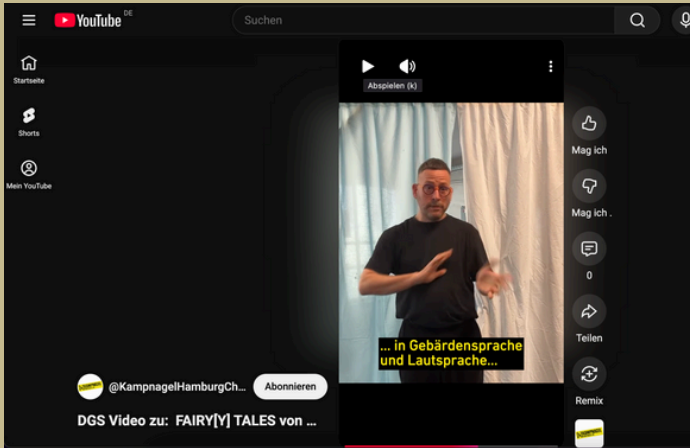 YouTube DE
Suchen
Startseite
Shorts
Mein YouTube
Abspielen (k)
Mag ich
Mag ich .
0
Teilen
Remix
... in Gebärdensprache
und Lautsprache...
@KampnagelHamburgCh...
Abonnieren
DGS Video zu: FAIRY[Y] TALES von ...